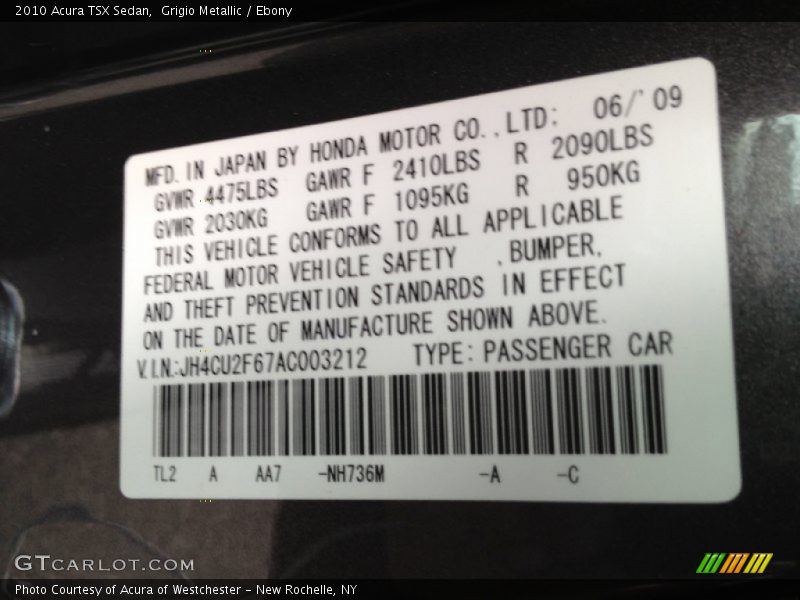 2010 Acura TSX Sedan,  Grigio Metallic / Ebony
MFD. IN JAPAN BY HONDA MOTOR CO., LTD: 06/'09
GVWR 4475LBS GAWR F 2410LBS R 2090LBS
GVWR 2030KG GAWR F 1095KG R 950KG
THIS VEHICLE CONFORMS TO ALL APPLICABLE
FEDERAL MOTOR VEHICLE SAFETY , BUMPER,
AND THEFT PREVENTION STANDARDS IN EFFECT
ON THE DATE OF MANUFACTURE SHOWN ABOVE.
V.I.N.:JH4CU2F67AC003212 TYPE: PASSENGER CAR
TL2 A AA7 -NH736M -A -C
GTCARLOT.COM
Photo Courtesy of Acura of Westchester - New Rochelle, NY